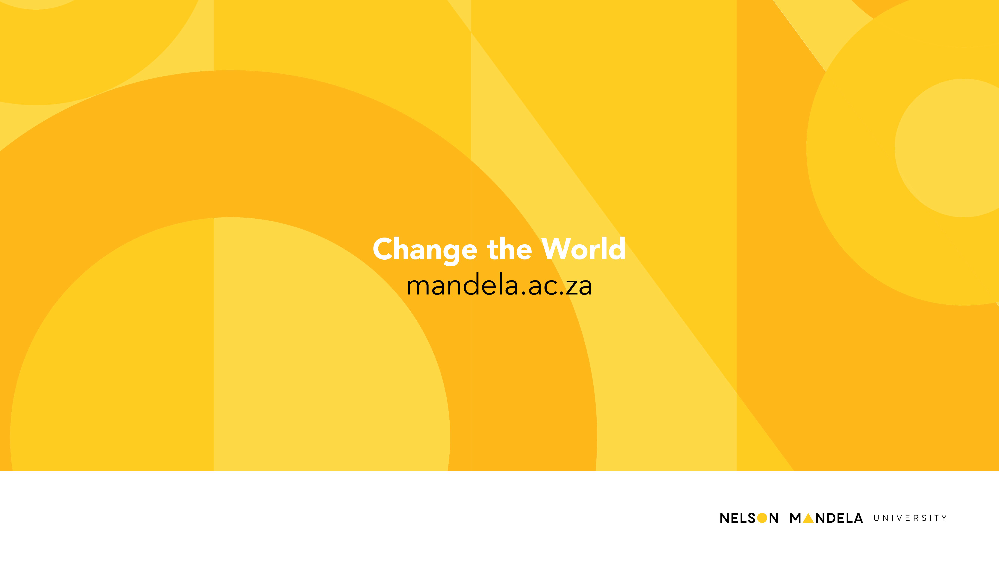 Change the World
mandela.ac.za
NELSON MANDELA UNIVERSITY